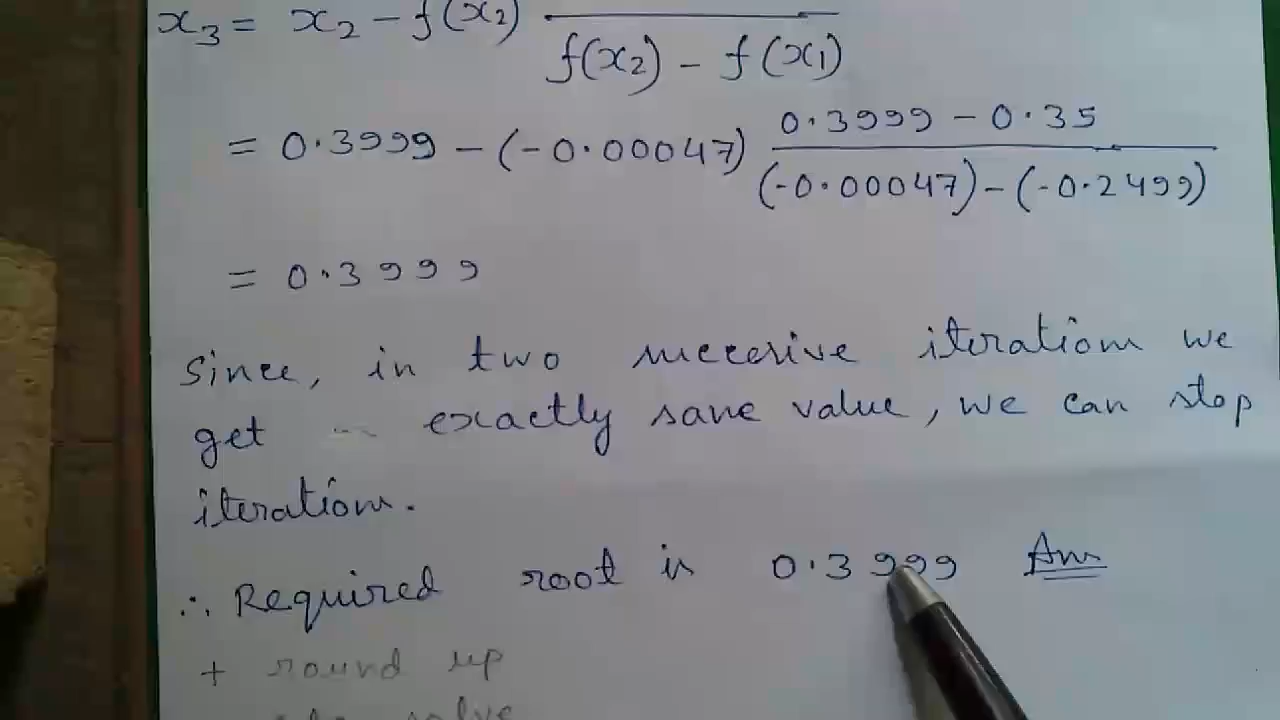 x₃ = x₂ - f(x₂) ‾‾‾ / f(x₂) - f(x₁)
= 0.3999 - (-0.00047) 0.3999 - 0.35 / (-0.00047) - (-0.2499)
= 0.3999
Since, in two successive iteration we
get exactly same value, we can stop
iteration.
∴ Required root is 0.3999 Ans
+ round up
solve